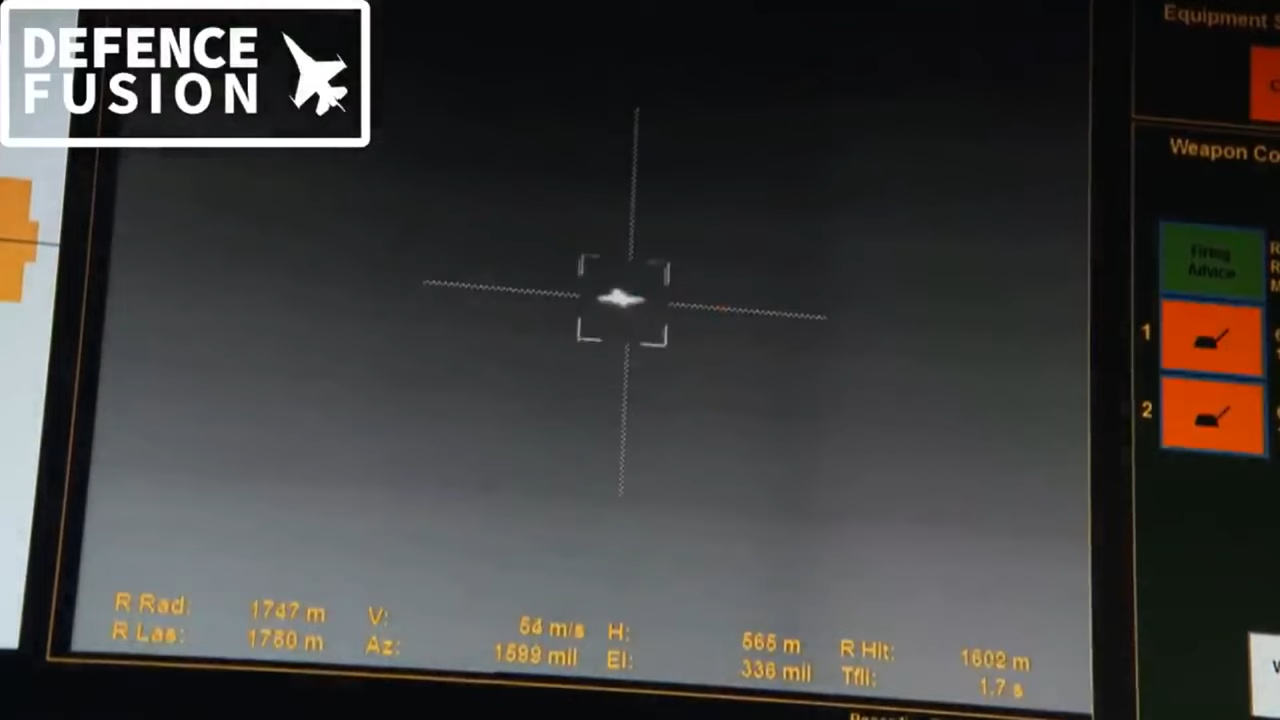 DEFENCE
FUSION
Equipment
Weapon Co
Firing
Advice
1
2
R Rad: 1747 m V: 54 m/s H: 565 m R Hit: 1602 m
R Las: 1750 m Az: 1599 mil El: 336 mil Tfli: 1.7 s